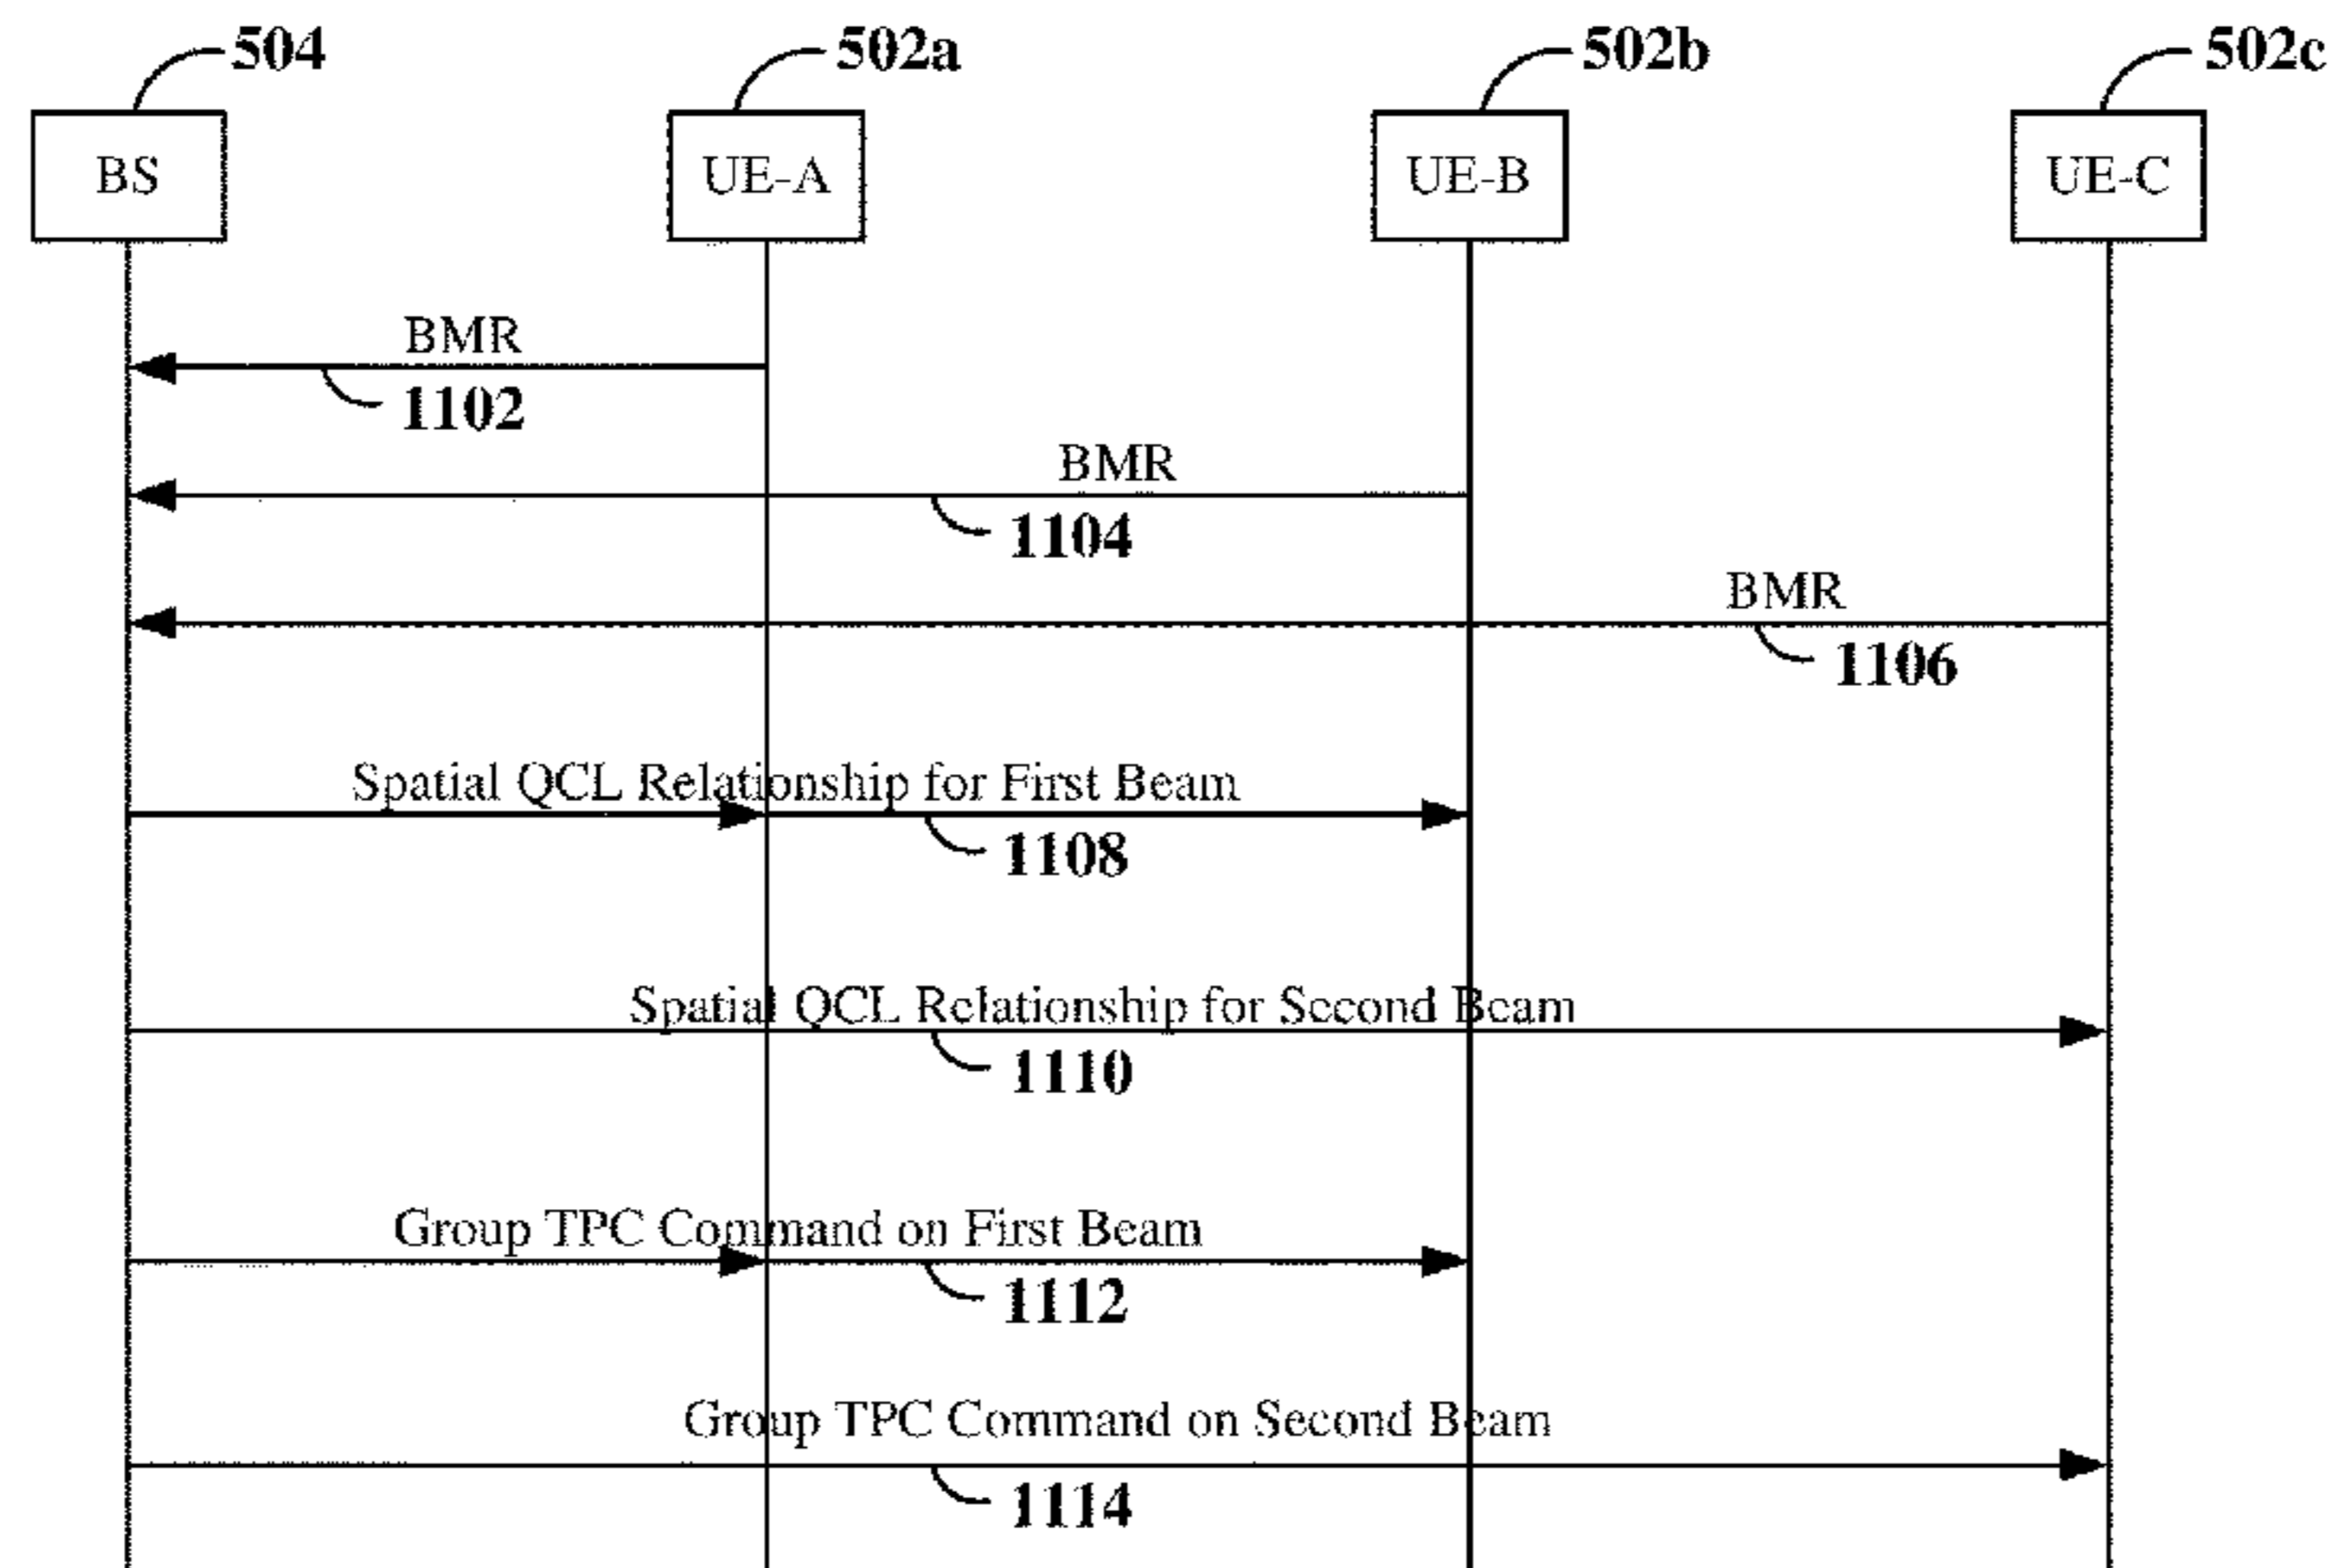 504
502a
502b
502c
BS
UE-A
UE-B
UE-C
BMR
1102
BMR
1104
BMR
1106
Spatial QCL Relationship for First Beam
1108
Spatial QCL Relationship for Second Beam
1110
Group TPC Command on First Beam
1112
Group TPC Command on Second Beam
1114